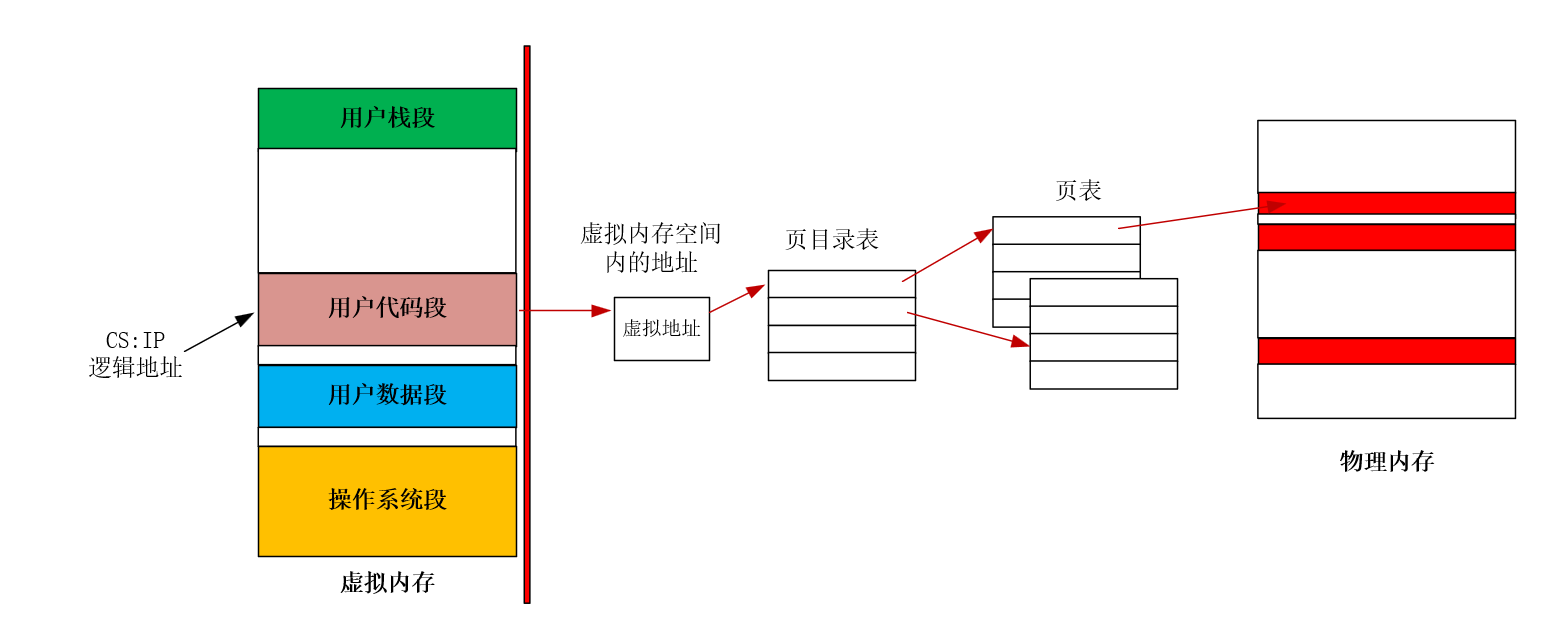 用户栈段
用户代码段
CS:IP
逻辑地址
用户数据段
操作系统段
虚拟内存
虚拟内存空间
内的地址
虚拟地址
页目录表
页表
物理内存